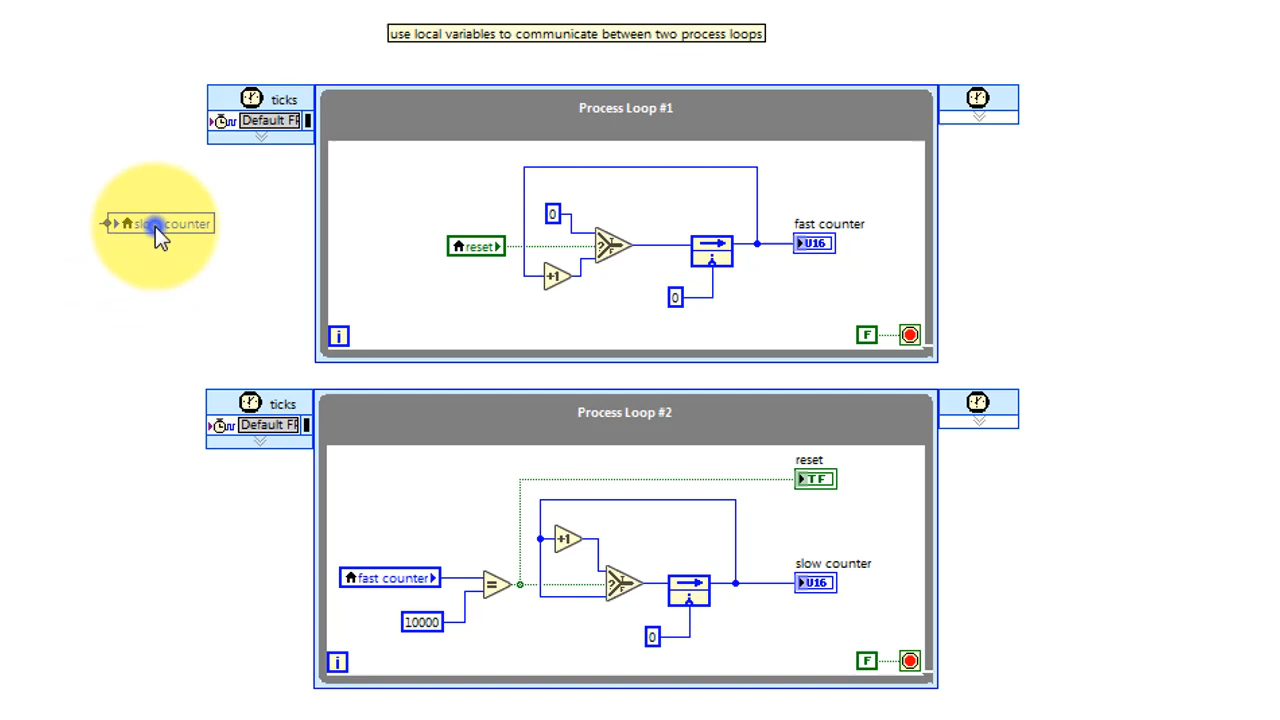 use local variables to communicate between two process loops
ticks
Default
Process Loop #1
slow counter
0
reset
?
T
F
+1
0
fast counter
U16
i
F
ticks
Default
Process Loop #2
reset
TF
+1
fast counter
=
?
T
F
slow counter
U16
10000
0
i
F